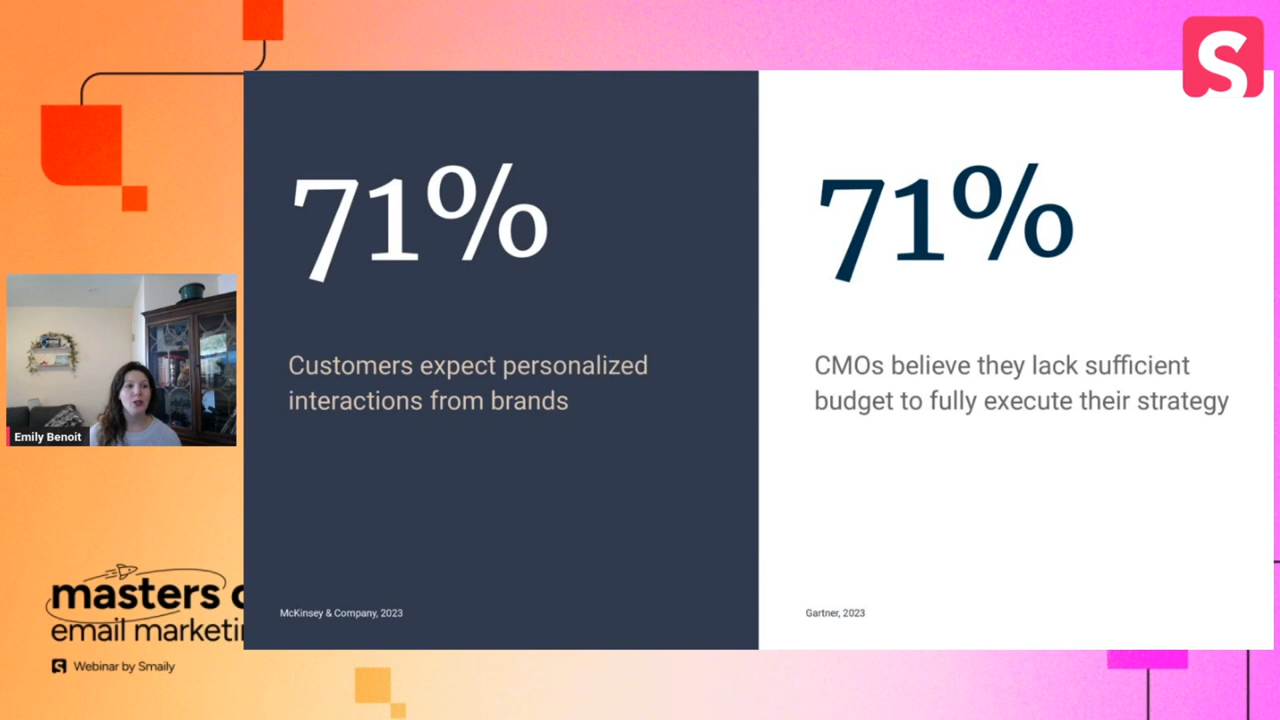 71%
Customers expect personalized
interactions from brands
McKinsey & Company, 2023
71%
CMOs believe they lack sufficient
budget to fully execute their strategy
Gartner, 2023
Emily Benoit
masters
email
Webinar by Smaily
S